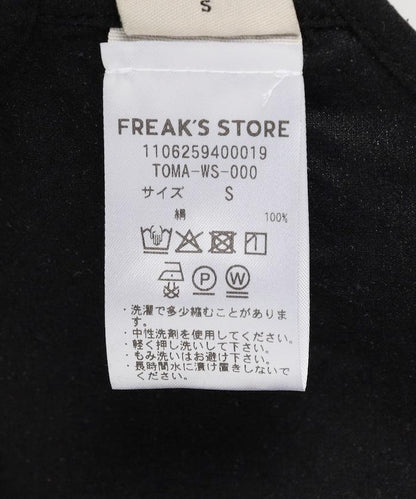 S
FREAK'S STORE
1106259400019
TOMA-WS-000
サイズ S
絹 100%
P W
・洗濯で多少縮むことがあります。
・中性洗剤を使用してください。
・軽く押し洗いして下さい。
・もみ洗いはお避け下さい。
・長時間水に漬け置きしないでください。